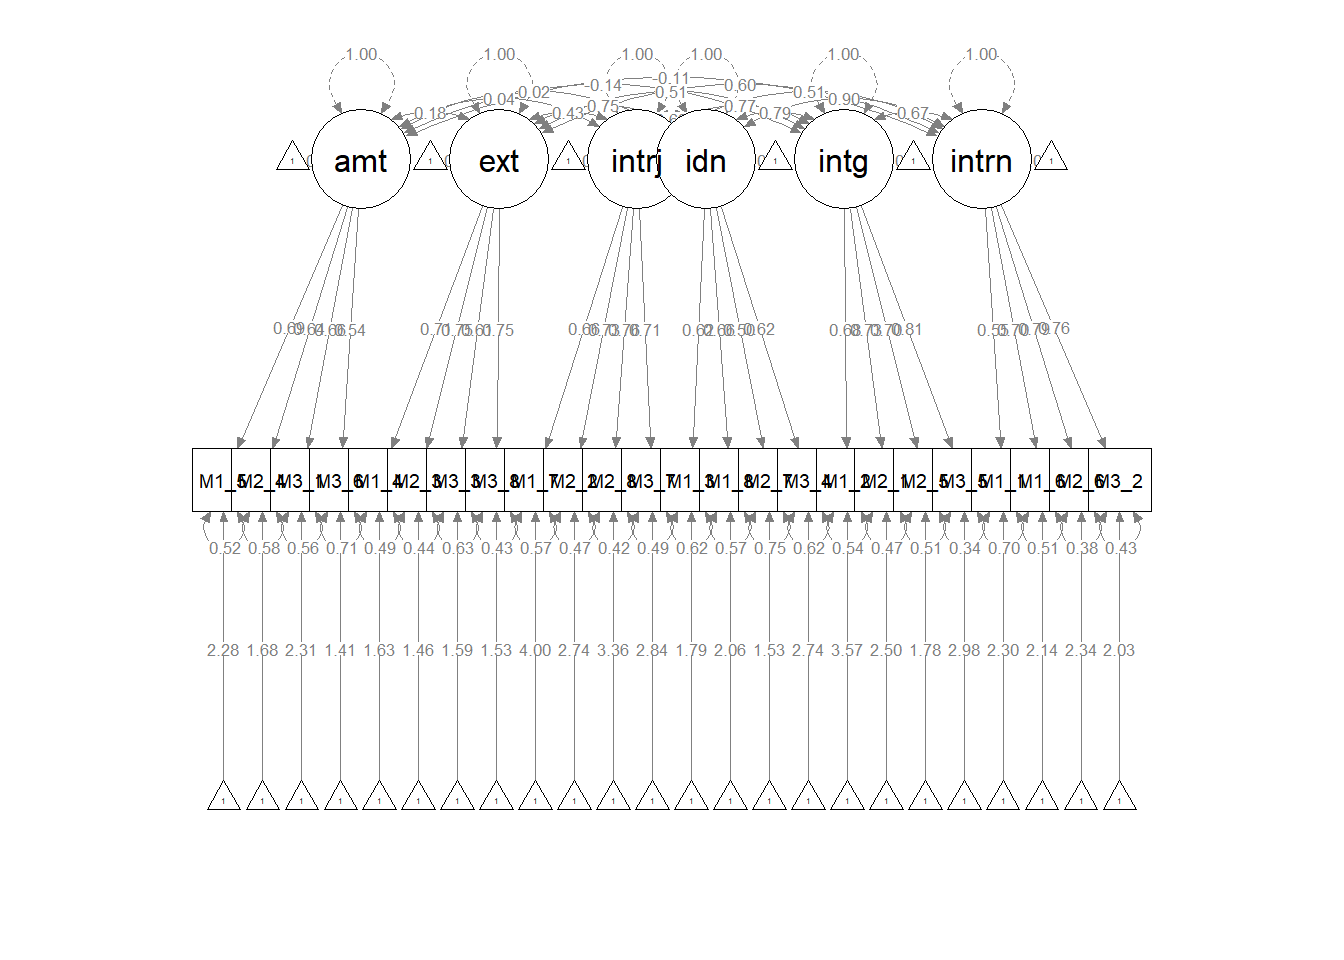 1.00 1.00 1.00 1.00 1.00 1.00
-0.11
-0.14 0.60
-0.02 0.51 0.51
0.04 -0.75 0.77 0.90
0.18 0.43 0.79 0.67
amt ext intrj idn intg intrn
1 1 1 1 1 1
0.69 0.64 0.66 0.54 0.71 0.75 0.61 0.75 0.66 0.73 0.76 0.71 0.62 0.66 0.50 0.62 0.68 0.73 0.70 0.81 0.55 0.70 0.79 0.76
M1_5 M2_4 M3_1 M3_6 M1_4 M2_3 M3_3 M3_8 M1_7 M2_2 M2_8 M3_7 M1_3 M1_8 M2_7 M3_4 M1_2 M2_1 M2_5 M3_5 M1_1 M1_6 M2_6 M3_2
0.52 0.58 0.56 0.71 0.49 0.44 0.63 0.43 0.57 0.47 0.42 0.49 0.62 0.57 0.75 0.62 0.54 0.47 0.51 0.34 0.70 0.51 0.38 0.43
2.28 1.68 2.31 1.41 1.63 1.46 1.59 1.53 4.00 2.74 3.36 2.84 1.79 2.06 1.53 2.74 3.57 2.50 1.78 2.98 2.30 2.14 2.34 2.03
1 1 1 1 1 1 1 1 1 1 1 1 1 1 1 1 1 1 1 1 1 1 1 1